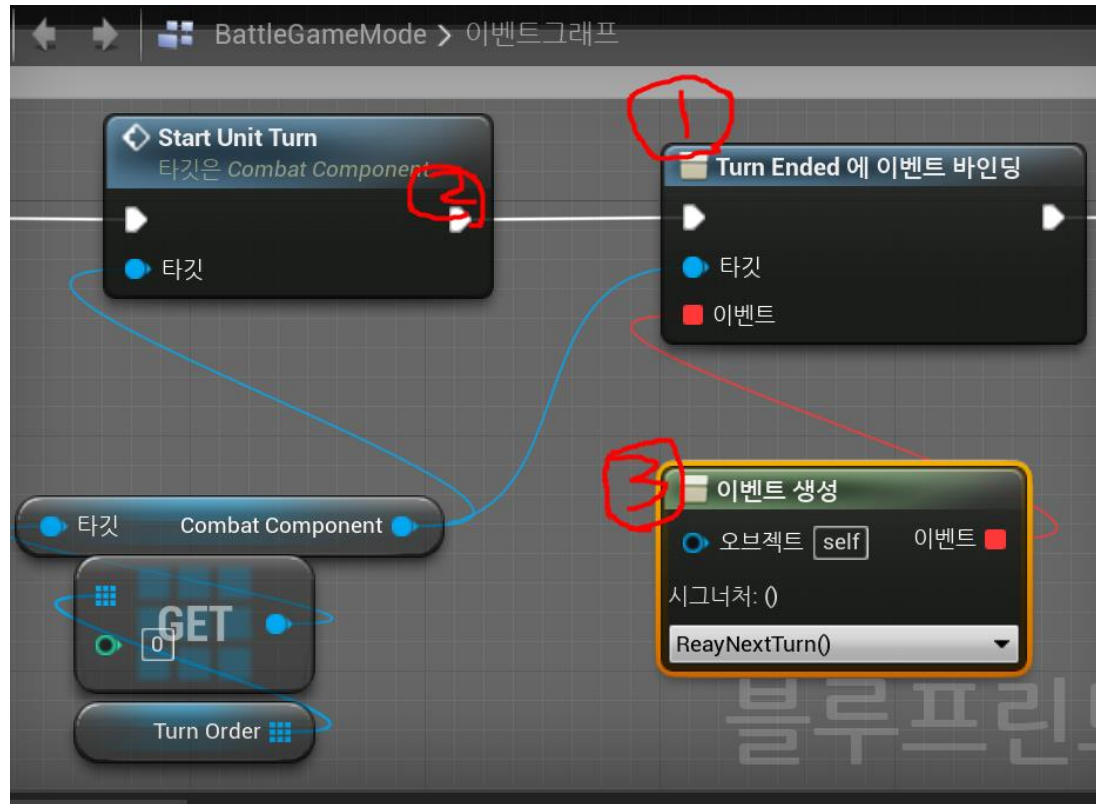 BattleGameMode > 이벤트그래프
Start Unit Turn
타깃은 Combat Component
2
타깃
1
Turn Ended 에 이벤트 바인딩
타깃
이벤트
타깃 Combat Component
GET
0
Turn Order
3
이벤트 생성
오브젝트 self 이벤트
시그너처: ()
ReayNextTurn()
블루프린트